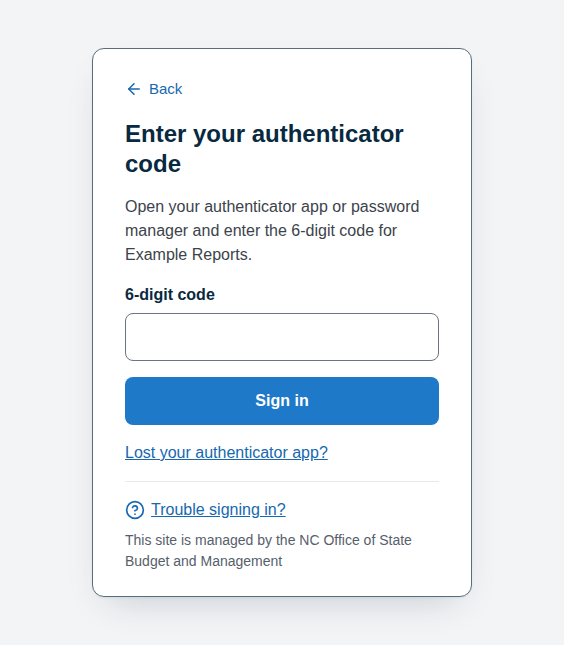 Back
Enter your authenticator
code
Open your authenticator app or password
manager and enter the 6-digit code for
Example Reports.
6-digit code
Sign in
Lost your authenticator app?
Trouble signing in?
This site is managed by the NC Office of State
Budget and Management